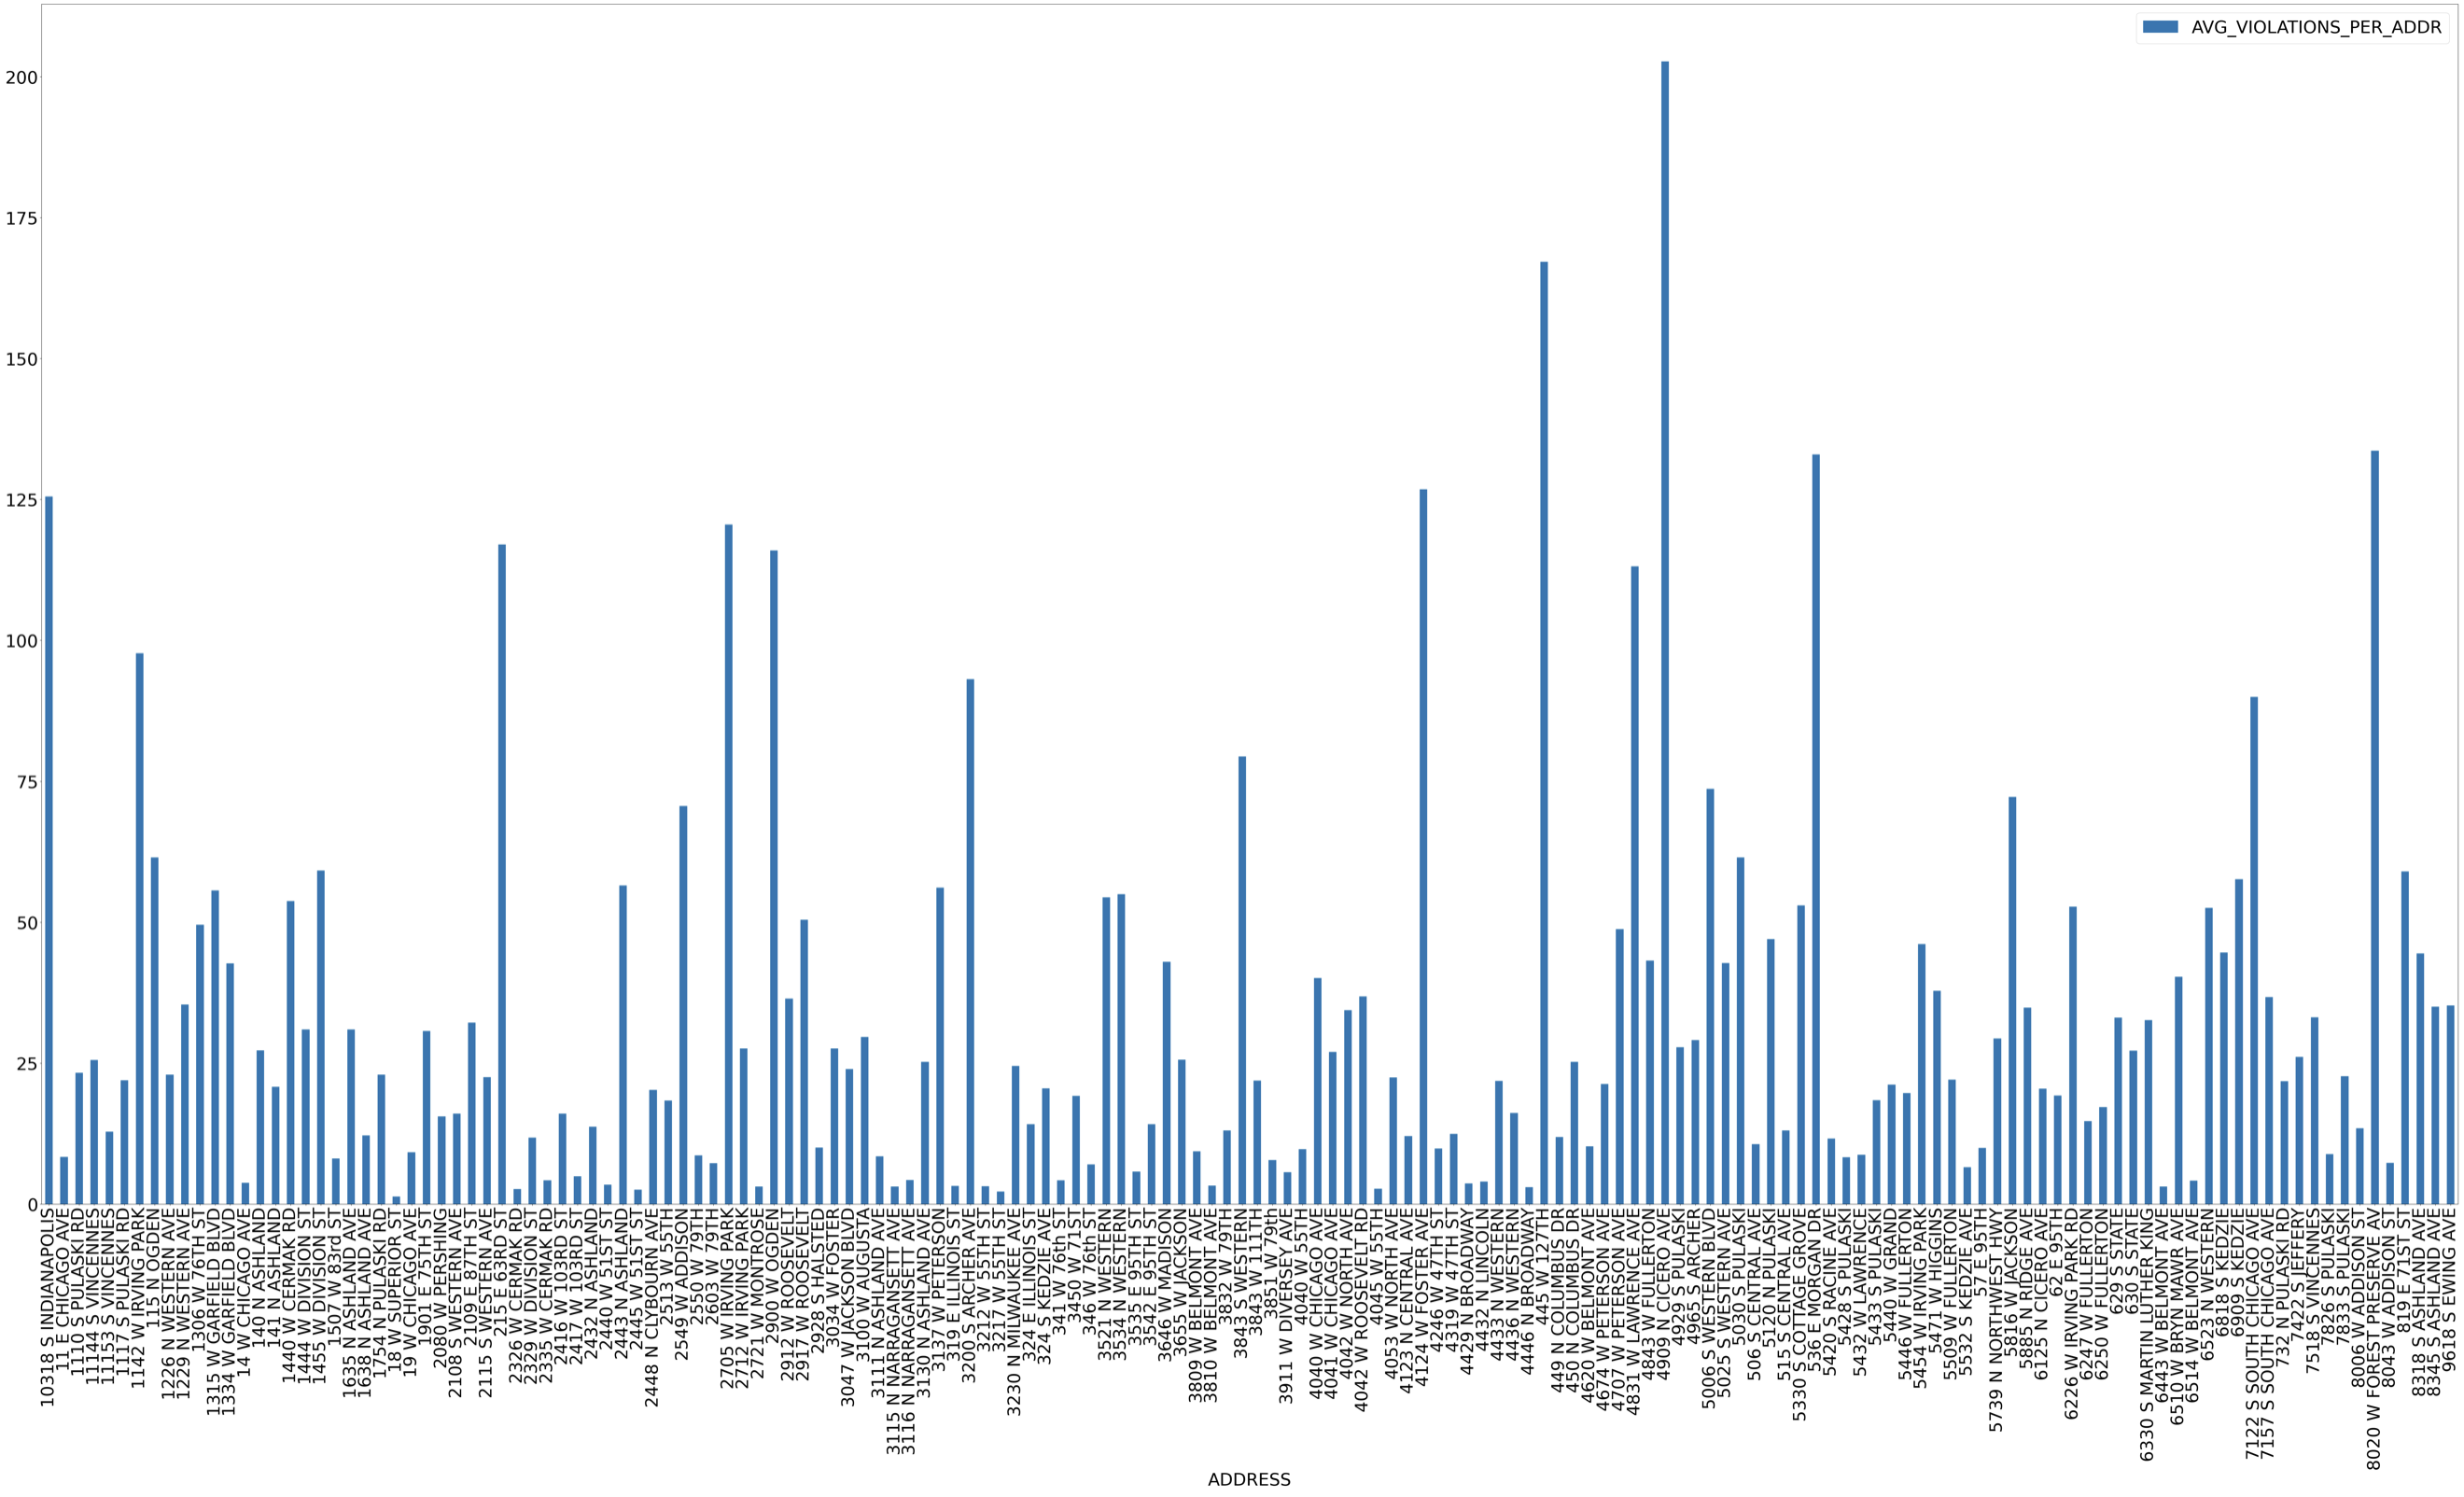 AVG_VIOLATIONS_PER_ADDR
200
175
150
125
100
75
50
25
0
10318 S INDIANAPOLIS
11 E CHICAGO AVE
1110 S PULASKI RD
11144 S VINCENNES
11153 S VINCENNES
1117 S PULASKI RD
1142 W IRVING PARK
115 N OGDEN
1226 N WESTERN AVE
1229 N WESTERN AVE
1306 W 76TH ST
1315 W GARFIELD BLVD
1334 W GARFIELD BLVD
14 W CHICAGO AVE
140 N ASHLAND
141 N ASHLAND
1440 W CERMAK RD
1444 W DIVISION ST
1455 W DIVISION ST
1507 W 83rd ST
1635 N ASHLAND AVE
1638 N ASHLAND AVE
1754 N PULASKI RD
18 W SUPERIOR ST
19 W CHICAGO AVE
1901 E 75TH ST
2080 W PERSHING
2108 S WESTERN AVE
2109 E 87TH ST
2115 S WESTERN AVE
215 E 63RD ST
2326 W CERMAK RD
2329 W DIVISION ST
2335 W CERMAK RD
2416 W 103RD ST
2417 W 103RD ST
2432 N ASHLAND
2440 W 51ST ST
2443 N ASHLAND
2445 W 51ST ST
2448 N CLYBOURN AVE
2513 W 55TH
2549 W ADDISON
2550 W 79TH
2603 W 79TH
2705 W IRVING PARK
2712 W IRVING PARK
2721 W MONTROSE
2900 W OGDEN
2912 W ROOSEVELT
2917 W ROOSEVELT
2928 S HALSTED
3034 W FOSTER
3047 W JACKSON BLVD
3100 W AUGUSTA
3111 N ASHLAND AVE
3115 N NARRAGANSETT AVE
3116 N NARRAGANSETT AVE
3130 N ASHLAND AVE
3137 W PETERSON
319 E ILLINOIS ST
3200 S ARCHER AVE
3212 W 55TH ST
3217 W 55TH ST
3230 N MILWAUKEE AVE
324 E ILLINOIS ST
324 S KEDZIE AVE
341 W 76th ST
3450 W 71ST
346 W 76th ST
3521 N WESTERN
3534 N WESTERN
3535 E 95TH ST
3542 E 95TH ST
3646 W MADISON
3655 W JACKSON
3809 W BELMONT AVE
3810 W BELMONT AVE
3832 W 79TH
3843 S WESTERN
3843 W 111TH
3851 W 79th
3911 W DIVERSEY AVE
4040 W 55TH
4040 W CHICAGO AVE
4041 W CHICAGO AVE
4042 W NORTH AVE
4042 W ROOSEVELT RD
4045 W 55TH
4053 W NORTH AVE
4123 N CENTRAL AVE
4124 W FOSTER AVE
4246 W 47TH ST
4319 W 47TH ST
4429 N BROADWAY
4432 N LINCOLN
4433 N WESTERN
4436 N WESTERN
4446 N BROADWAY
445 W 127TH
449 N COLUMBUS DR
450 N COLUMBUS DR
4620 W BELMONT AVE
4674 W PETERSON AVE
4707 W PETERSON AVE
4831 W LAWRENCE AVE
4843 W FULLERTON
4909 N CICERO AVE
4929 S PULASKI
4965 S ARCHER
5006 S WESTERN BLVD
5025 S WESTERN AVE
5030 S PULASKI
506 S CENTRAL AVE
5120 N PULASKI
515 S CENTRAL AVE
5330 S COTTAGE GROVE
536 E MORGAN DR
5420 S RACINE AVE
5428 S PULASKI
5432 W LAWRENCE
5433 S PULASKI
5440 W GRAND
5446 W FULLERTON
5454 W IRVING PARK
5471 W HIGGINS
5509 W FULLERTON
5532 S KEDZIE AVE
57 E 95TH
5739 N NORTHWEST HWY
5816 W JACKSON
5885 N RIDGE AVE
6125 N CICERO AVE
62 E 95TH
6226 W IRVING PARK RD
6247 W FULLERTON
6250 W FULLERTON
629 S STATE
630 S STATE
6330 S MARTIN LUTHER KING
6443 W BELMONT AVE
6510 W BRYN MAWR AVE
6514 W BELMONT AVE
6523 N WESTERN
6818 S KEDZIE
6909 S KEDZIE
7122 S SOUTH CHICAGO AVE
7157 S SOUTH CHICAGO AVE
732 N PULASKI RD
7422 S JEFFERY
7518 S VINCENNES
7826 S PULASKI
7833 S PULASKI
8006 W ADDISON ST
8020 W FOREST PRESERVE AV
8043 W ADDISON ST
819 E 71ST ST
8318 S ASHLAND AVE
8345 S ASHLAND AVE
9618 S EWING AVE
ADDRESS